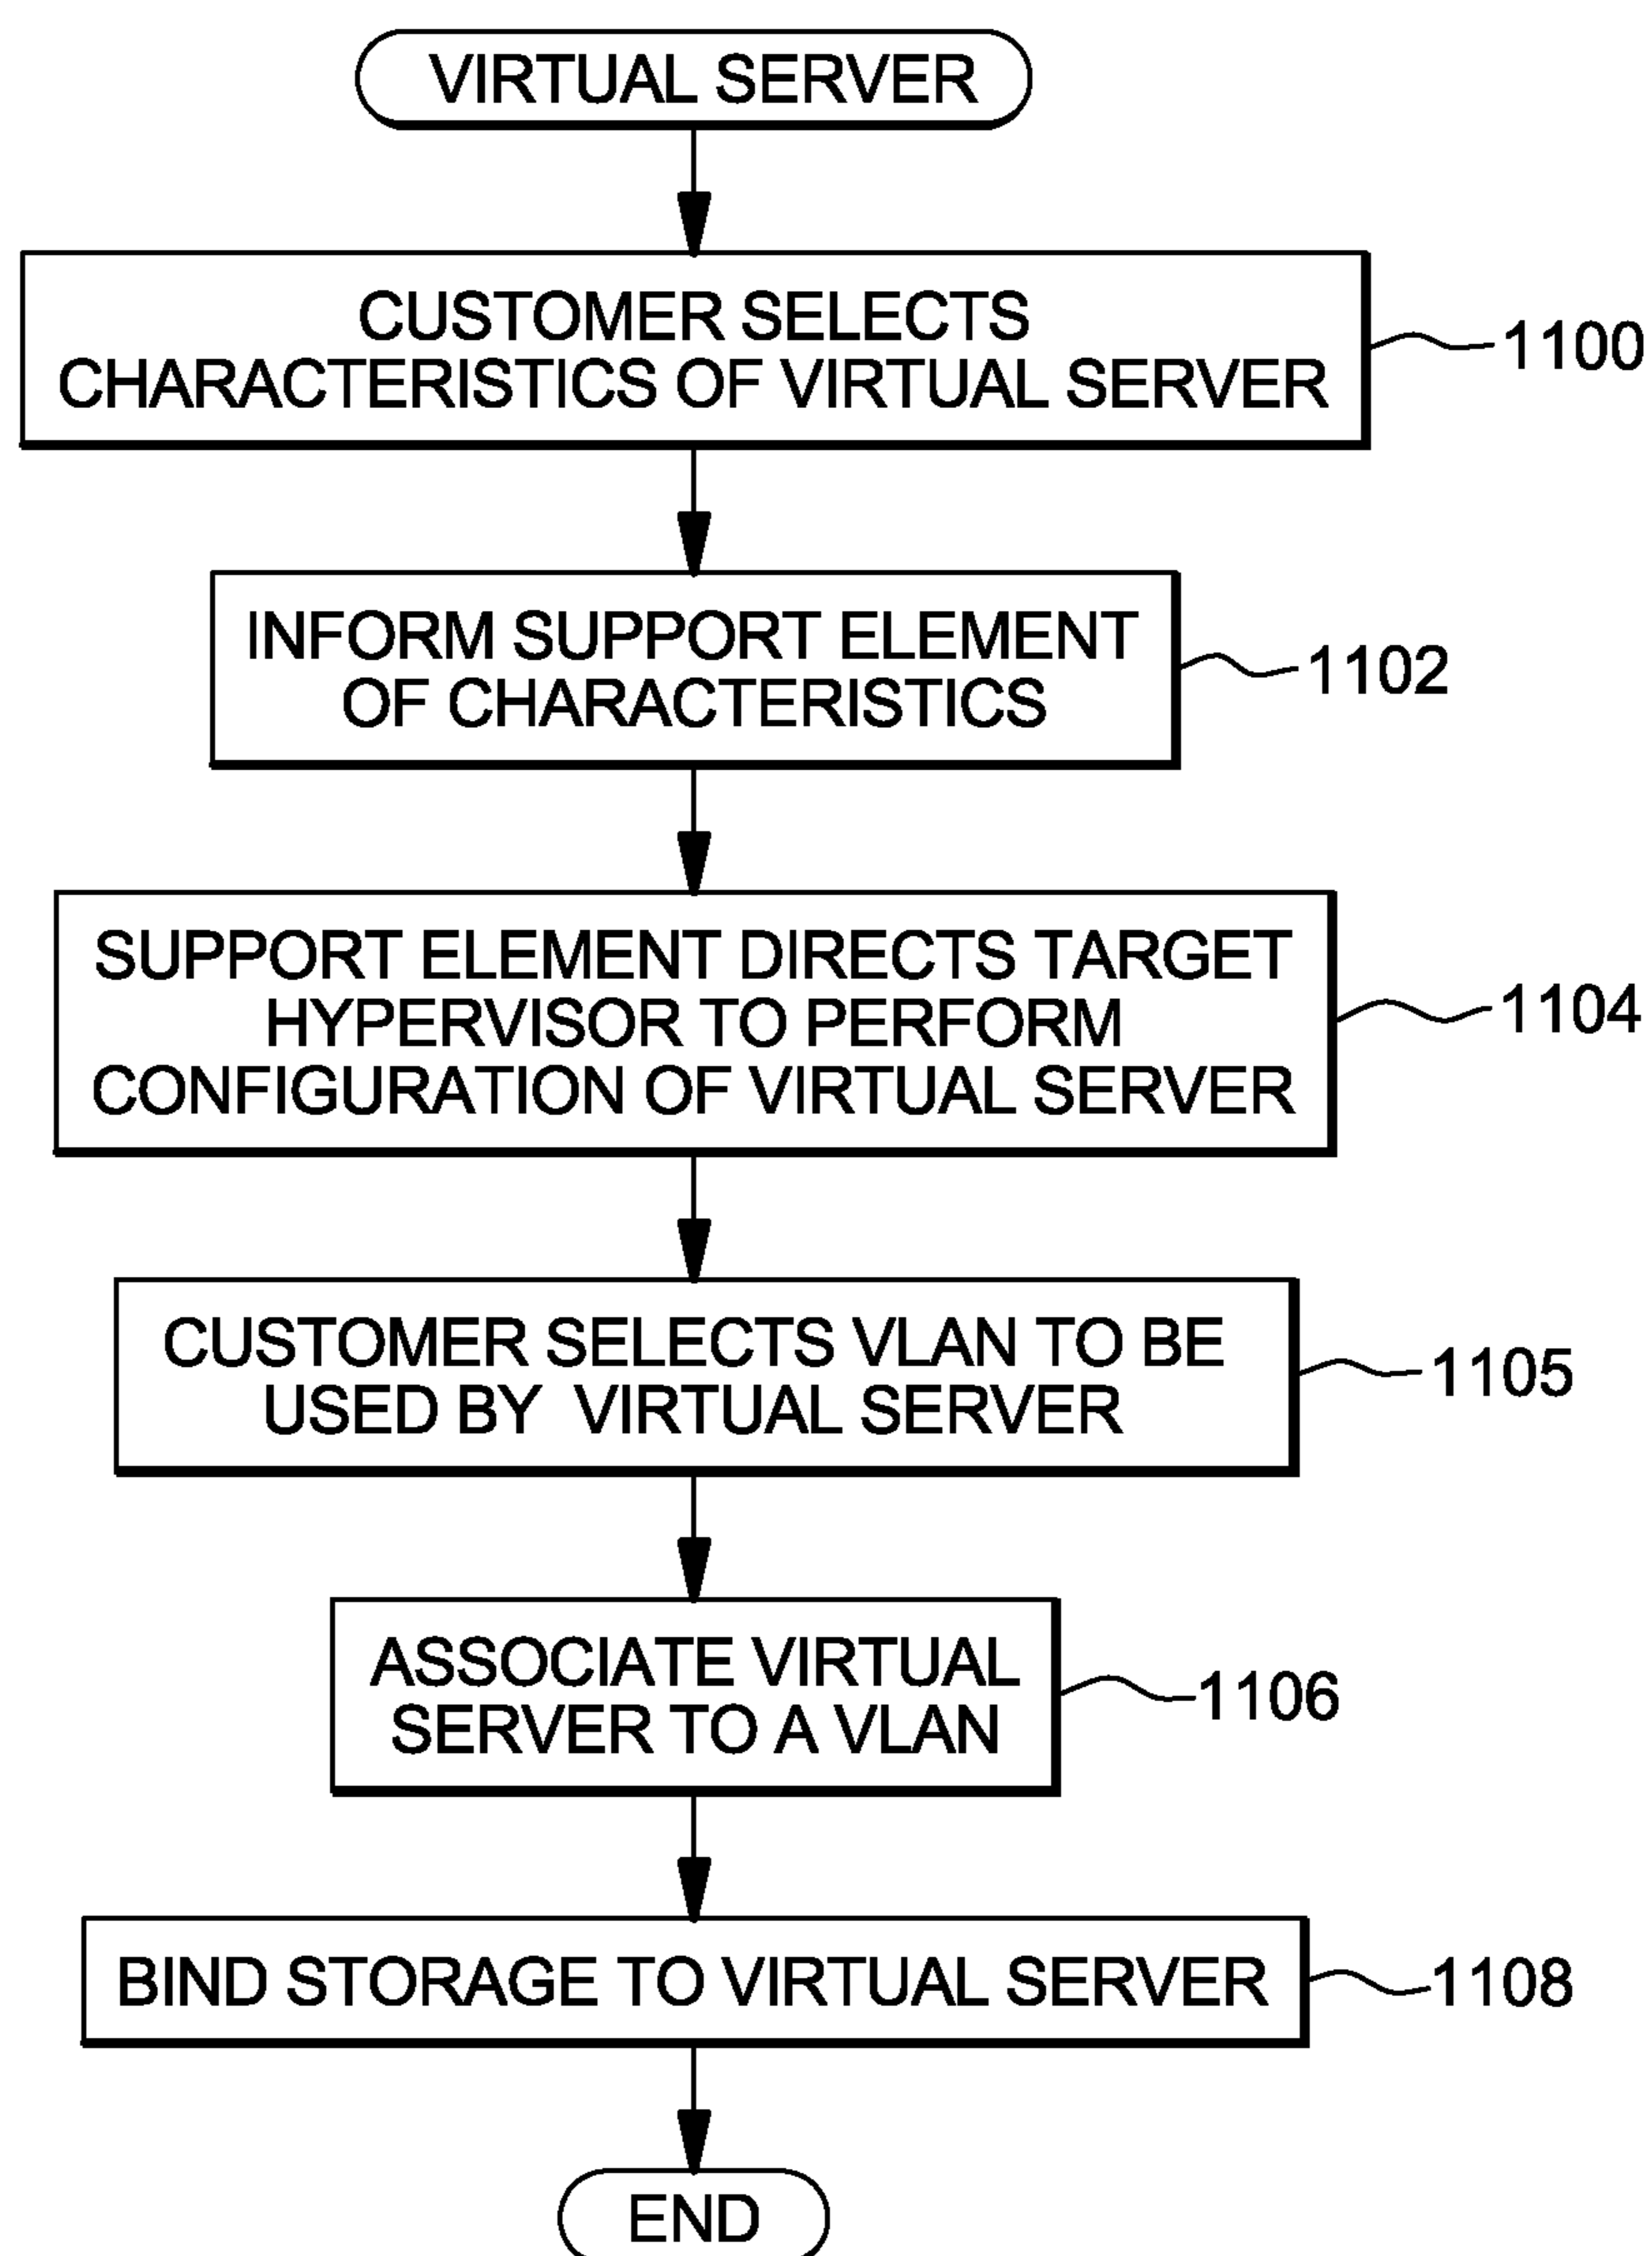 VIRTUAL SERVER
CUSTOMER SELECTS
CHARACTERISTICS OF VIRTUAL SERVER
1100
INFORM SUPPORT ELEMENT
OF CHARACTERISTICS
1102
SUPPORT ELEMENT DIRECTS TARGET
HYPERVISOR TO PERFORM
CONFIGURATION OF VIRTUAL SERVER
1104
CUSTOMER SELECTS VLAN TO BE
USED BY VIRTUAL SERVER
1105
ASSOCIATE VIRTUAL
SERVER TO A VLAN
1106
BIND STORAGE TO VIRTUAL SERVER
1108
END